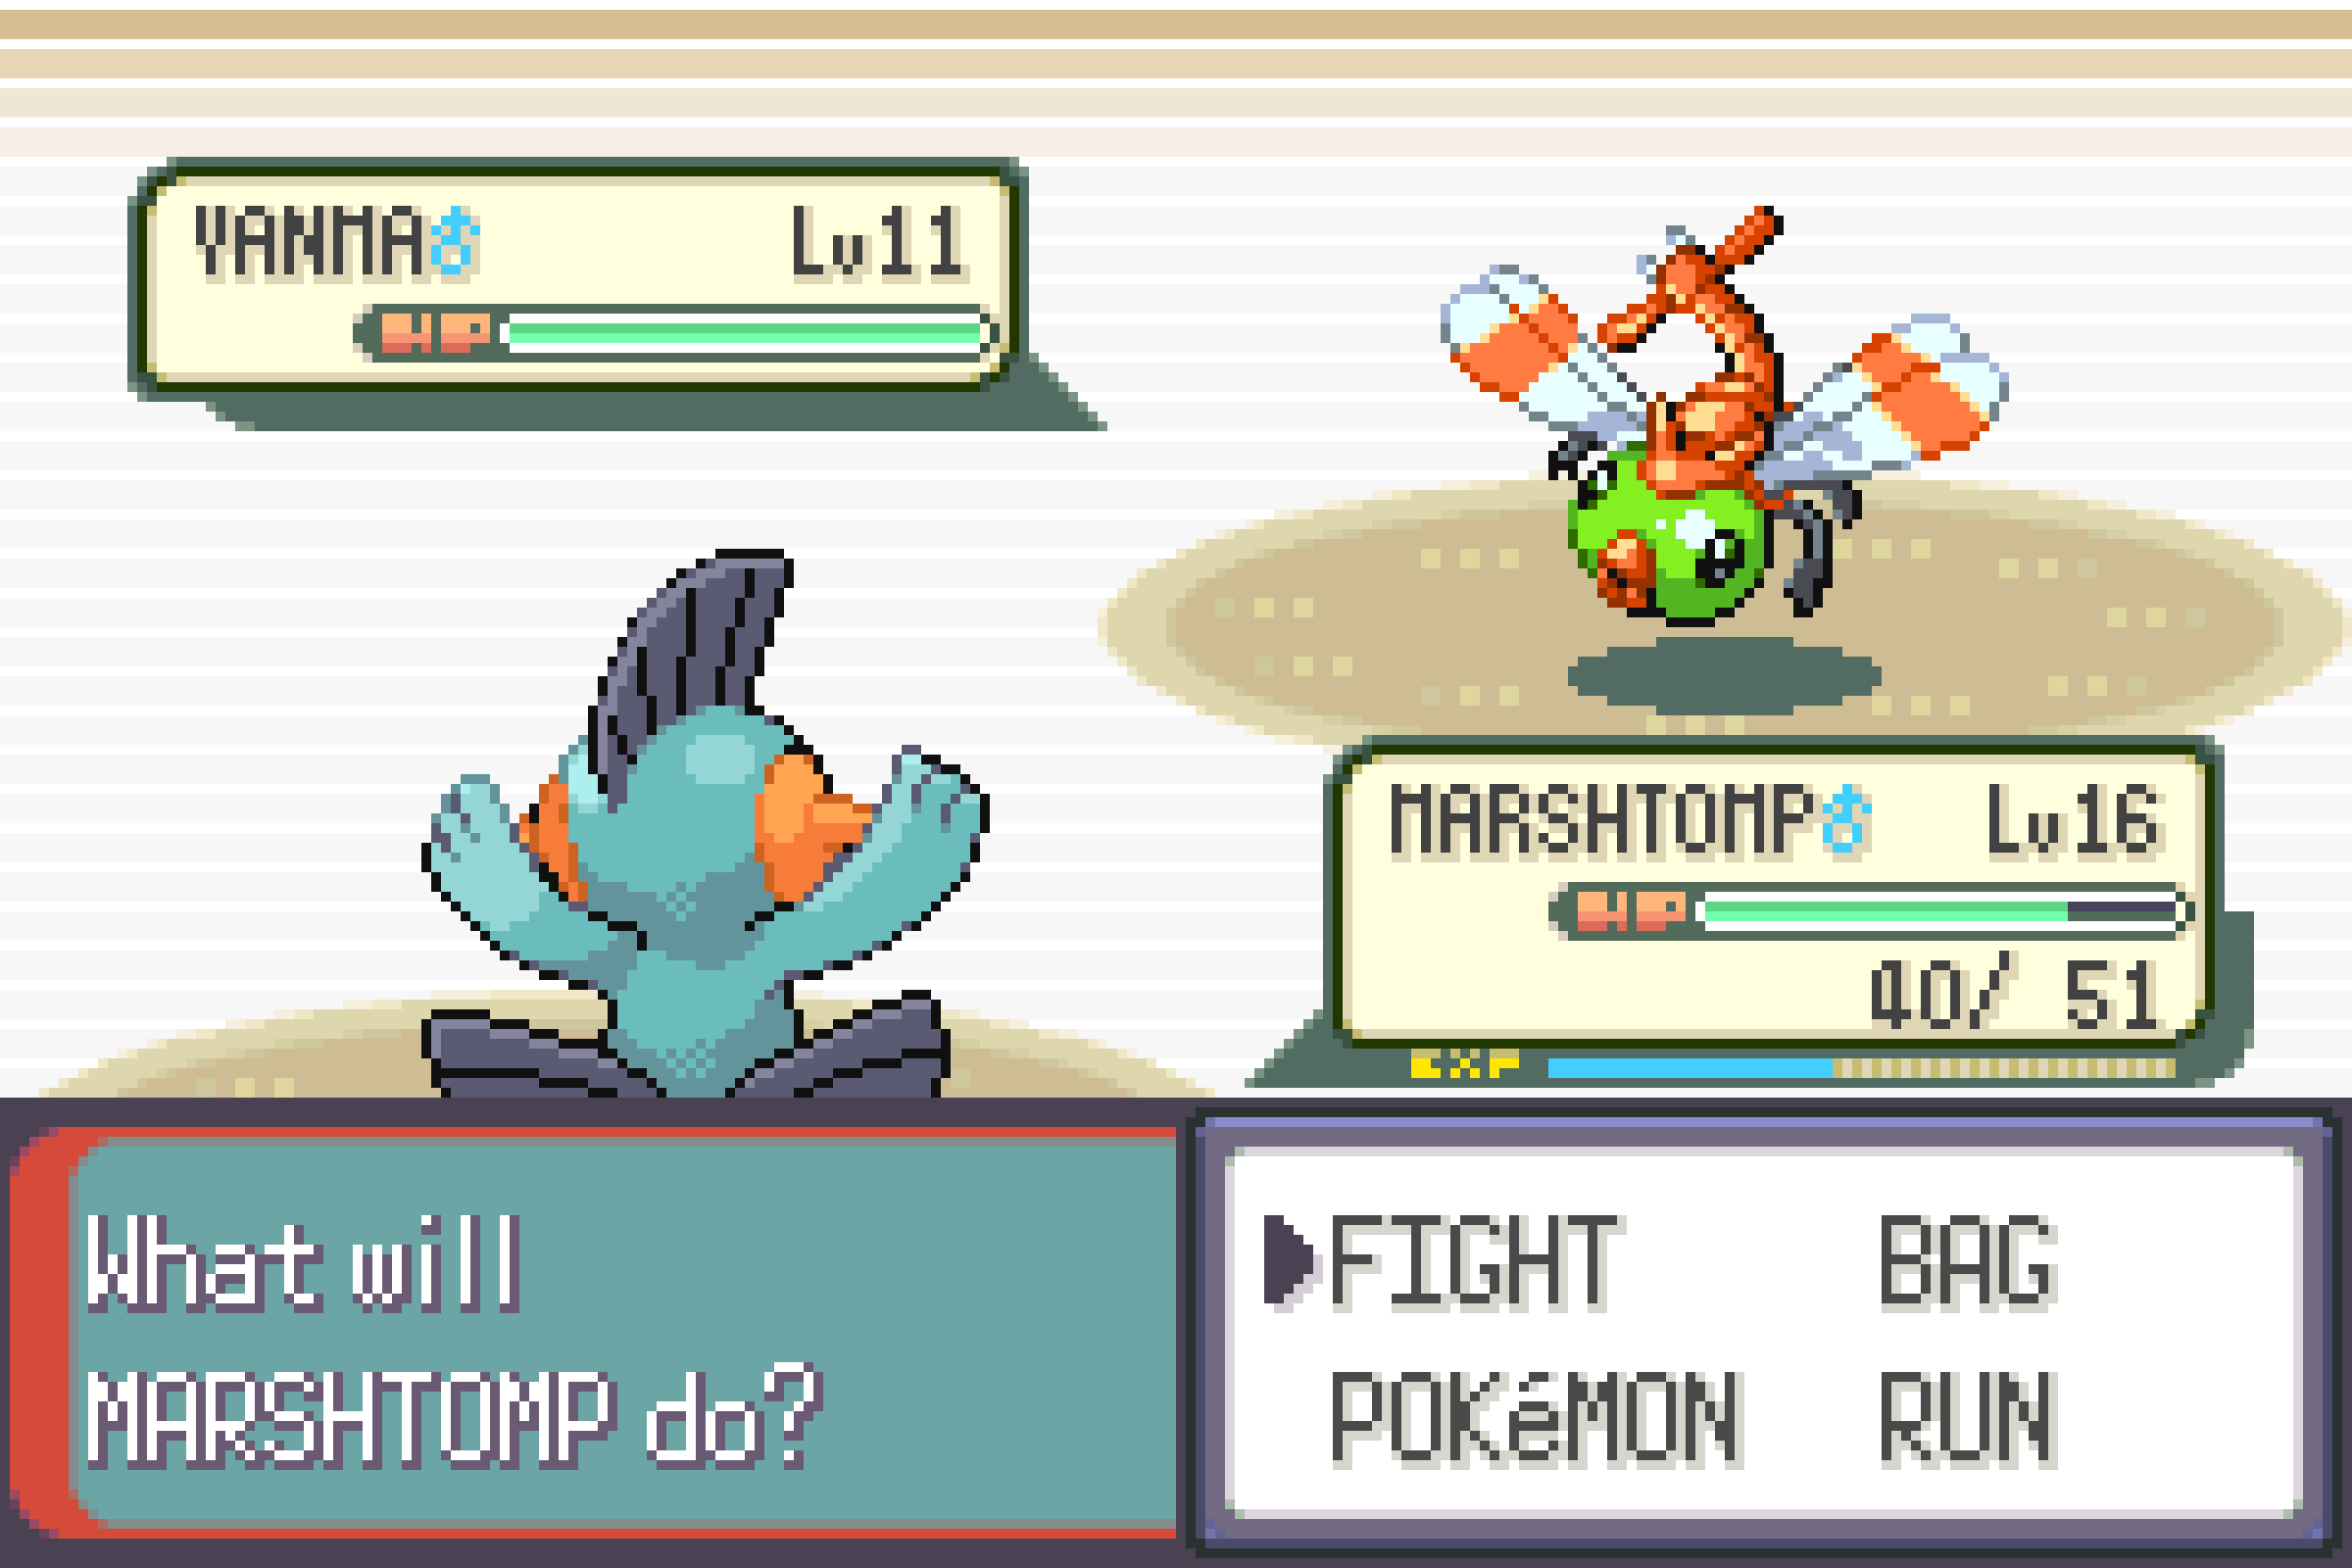 YANMA♂ Lv11
HP
MARSHTOMP♂ Lv16
HP
40/ 51
EXP
What will
MARSHTOMP do?
FIGHT BAG
POKéMON RUN